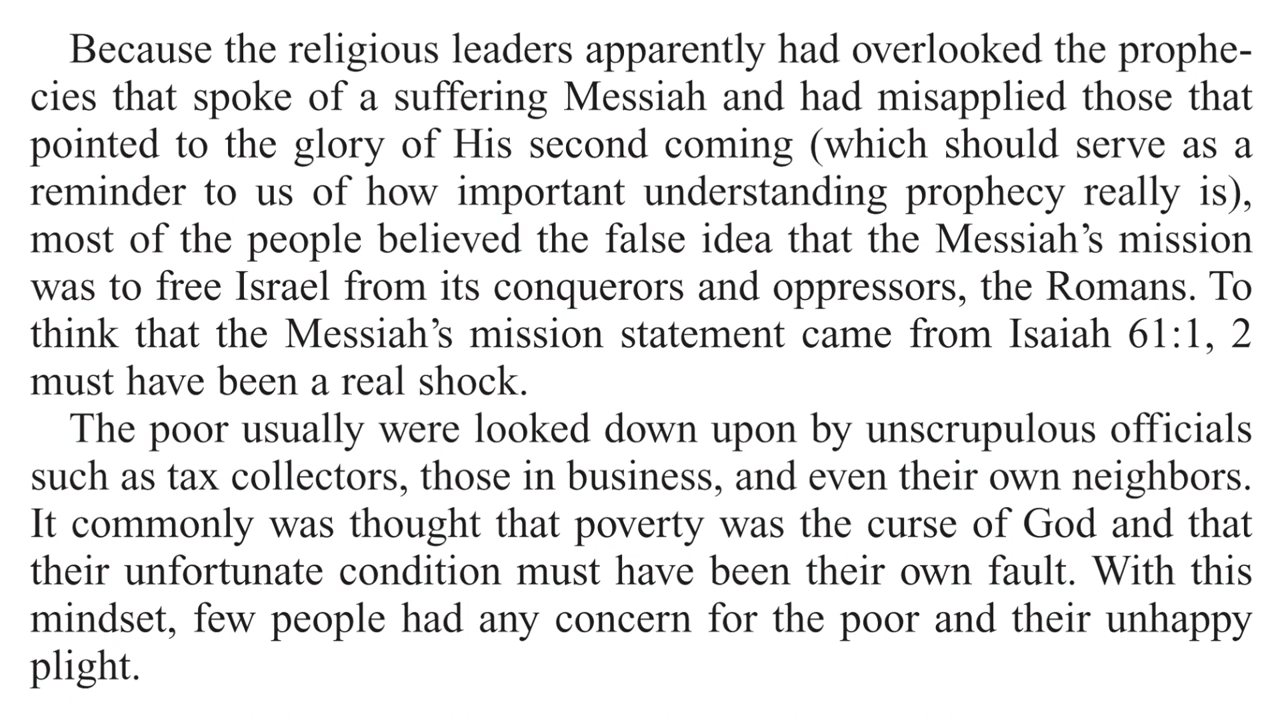 Because the religious leaders apparently had overlooked the prophe-
cies that spoke of a suffering Messiah and had misapplied those that
pointed to the glory of His second coming (which should serve as a
reminder to us of how important understanding prophecy really is),
most of the people believed the false idea that the Messiah’s mission
was to free Israel from its conquerors and oppressors, the Romans. To
think that the Messiah’s mission statement came from Isaiah 61:1, 2
must have been a real shock.
The poor usually were looked down upon by unscrupulous officials
such as tax collectors, those in business, and even their own neighbors.
It commonly was thought that poverty was the curse of God and that
their unfortunate condition must have been their own fault. With this
mindset, few people had any concern for the poor and their unhappy
plight.